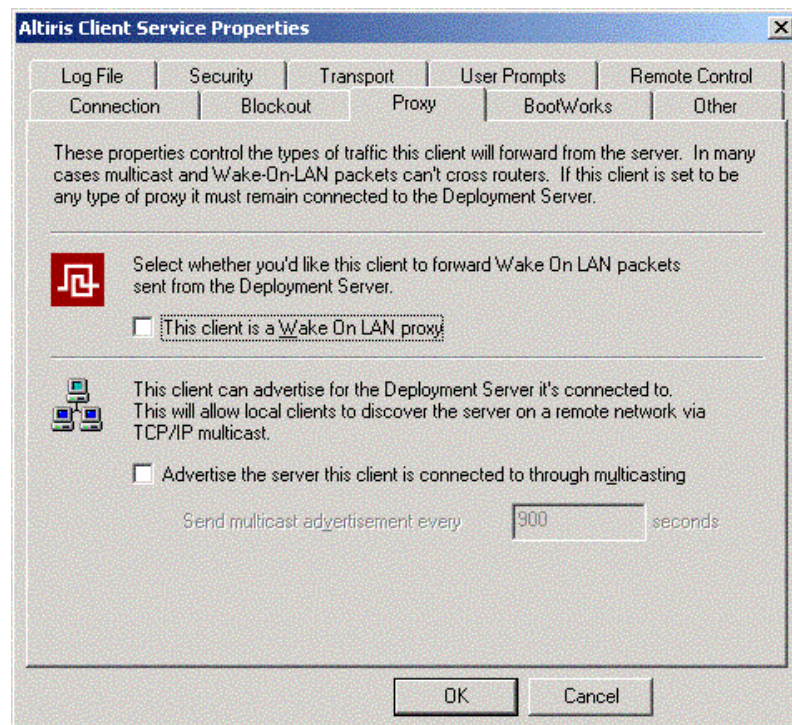 Altiris Client Service Properties
Log File Security Transport User Prompts Remote Control
Connection Blockout Proxy BootWorks Other
These properties control the types of traffic this client will forward from the server. In many
cases multicast and Wake-On-LAN packets can't cross routers. If this client is set to be
any type of proxy it must remain connected to the Deployment Server.
Select whether you'd like this client to forward Wake On LAN packets
sent from the Deployment Server.
This client is a Wake On LAN proxy
This client can advertise for the Deployment Server it's connected to.
This will allow local clients to discover the server on a remote network via
TCP/IP multicast.
Advertise the server this client is connected to through multicasting
Send multicast advertisement every 900 seconds
OK Cancel